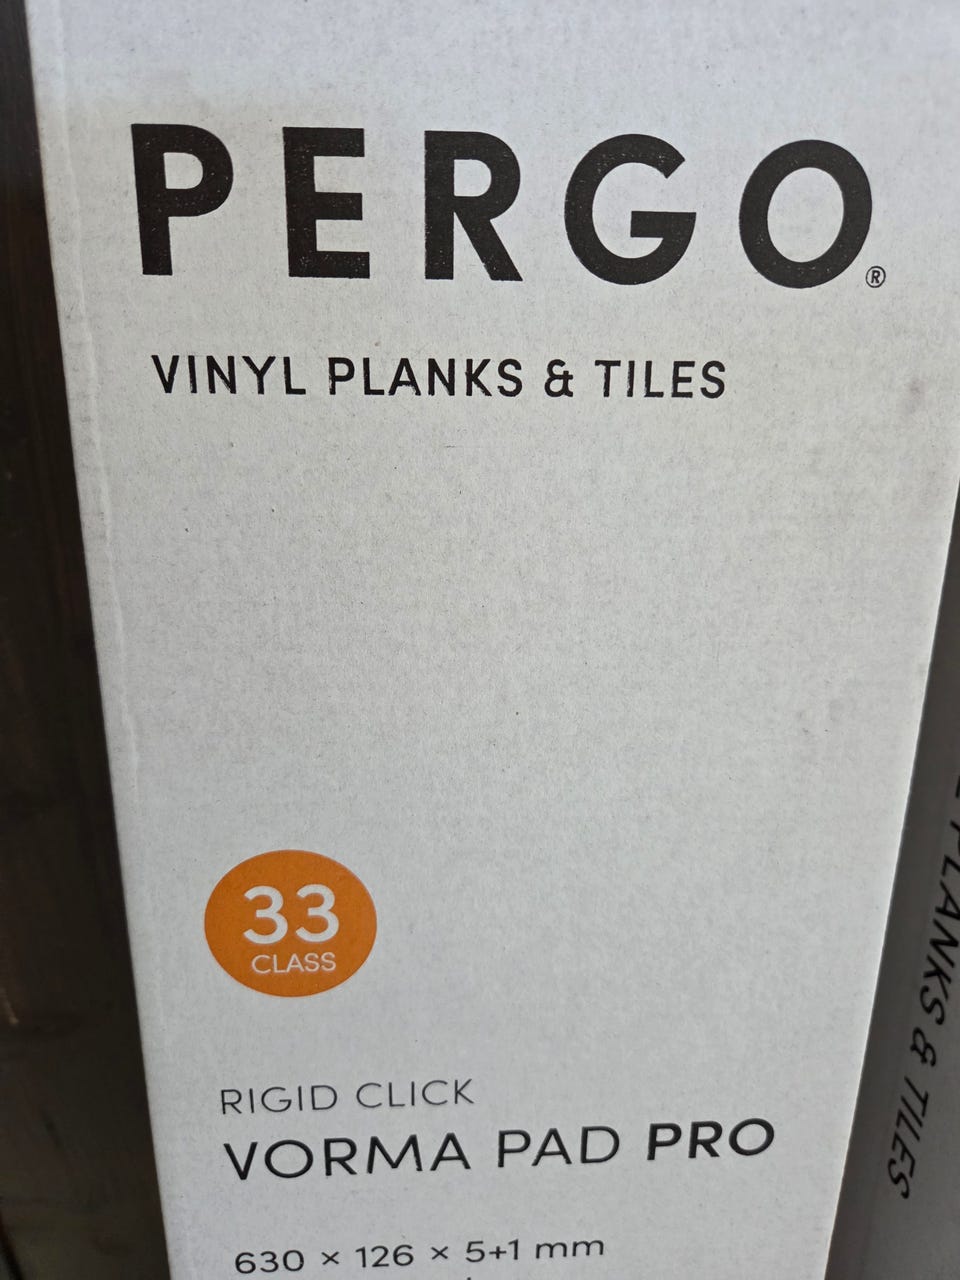 PERGO®
VINYL PLANKS & TILES
33
CLASS
RIGID CLICK
VORMA PAD PRO
630 × 126 × 5+1 mm
PLANKS & TILES